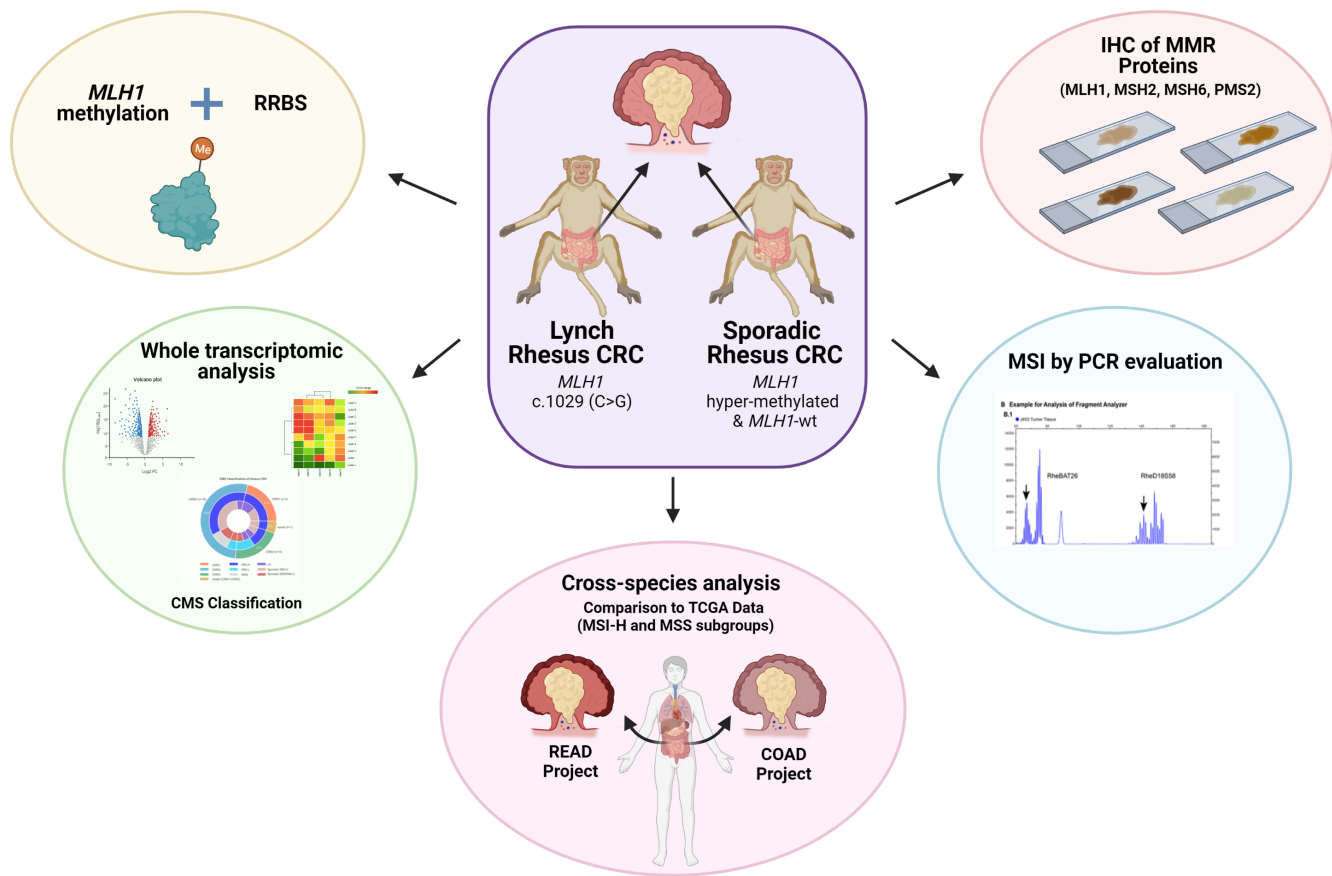 MLH1
methylation
RRBS
Me
Lynch
Rhesus CRC
MLH1
c.1029 (C>G)
Sporadic
Rhesus CRC
MLH1
hyper-methylated
& MLH1-wt
IHC of MMR
Proteins
(MLH1, MSH2, MSH6, PMS2)
Whole transcriptomic
analysis
Volcano plot
Log2 FC
CMS Classification
MSI by PCR evaluation
B Example for Analysis of Fragment Analyzer
B.1
RheBAT26
RheD18S58
Cross-species analysis
Comparison to TCGA Data
(MSI-H and MSS subgroups)
READ
Project
COAD
Project